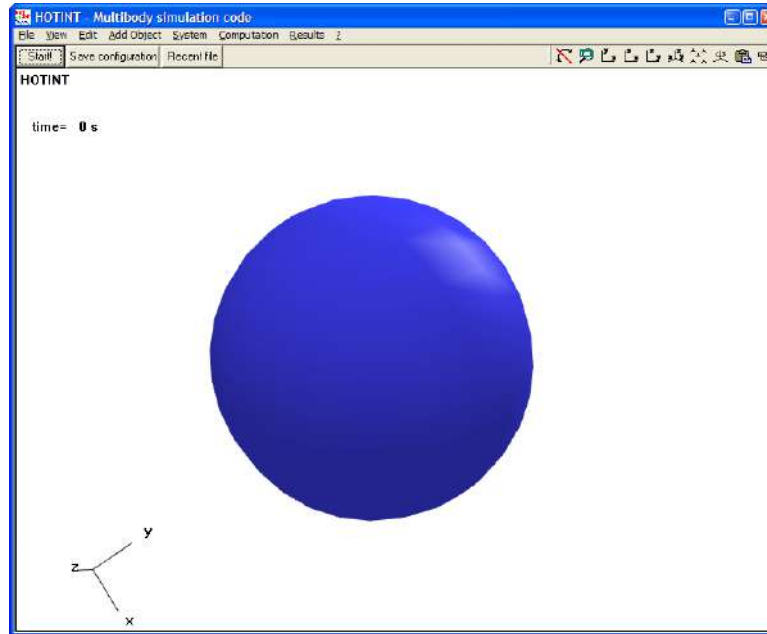 HOTINT - Multibody simulation code
File View Edit Add Object System Computation Results ?
Start! Save configuration Recent file
HOTINT
time= 0 s
y
z
x